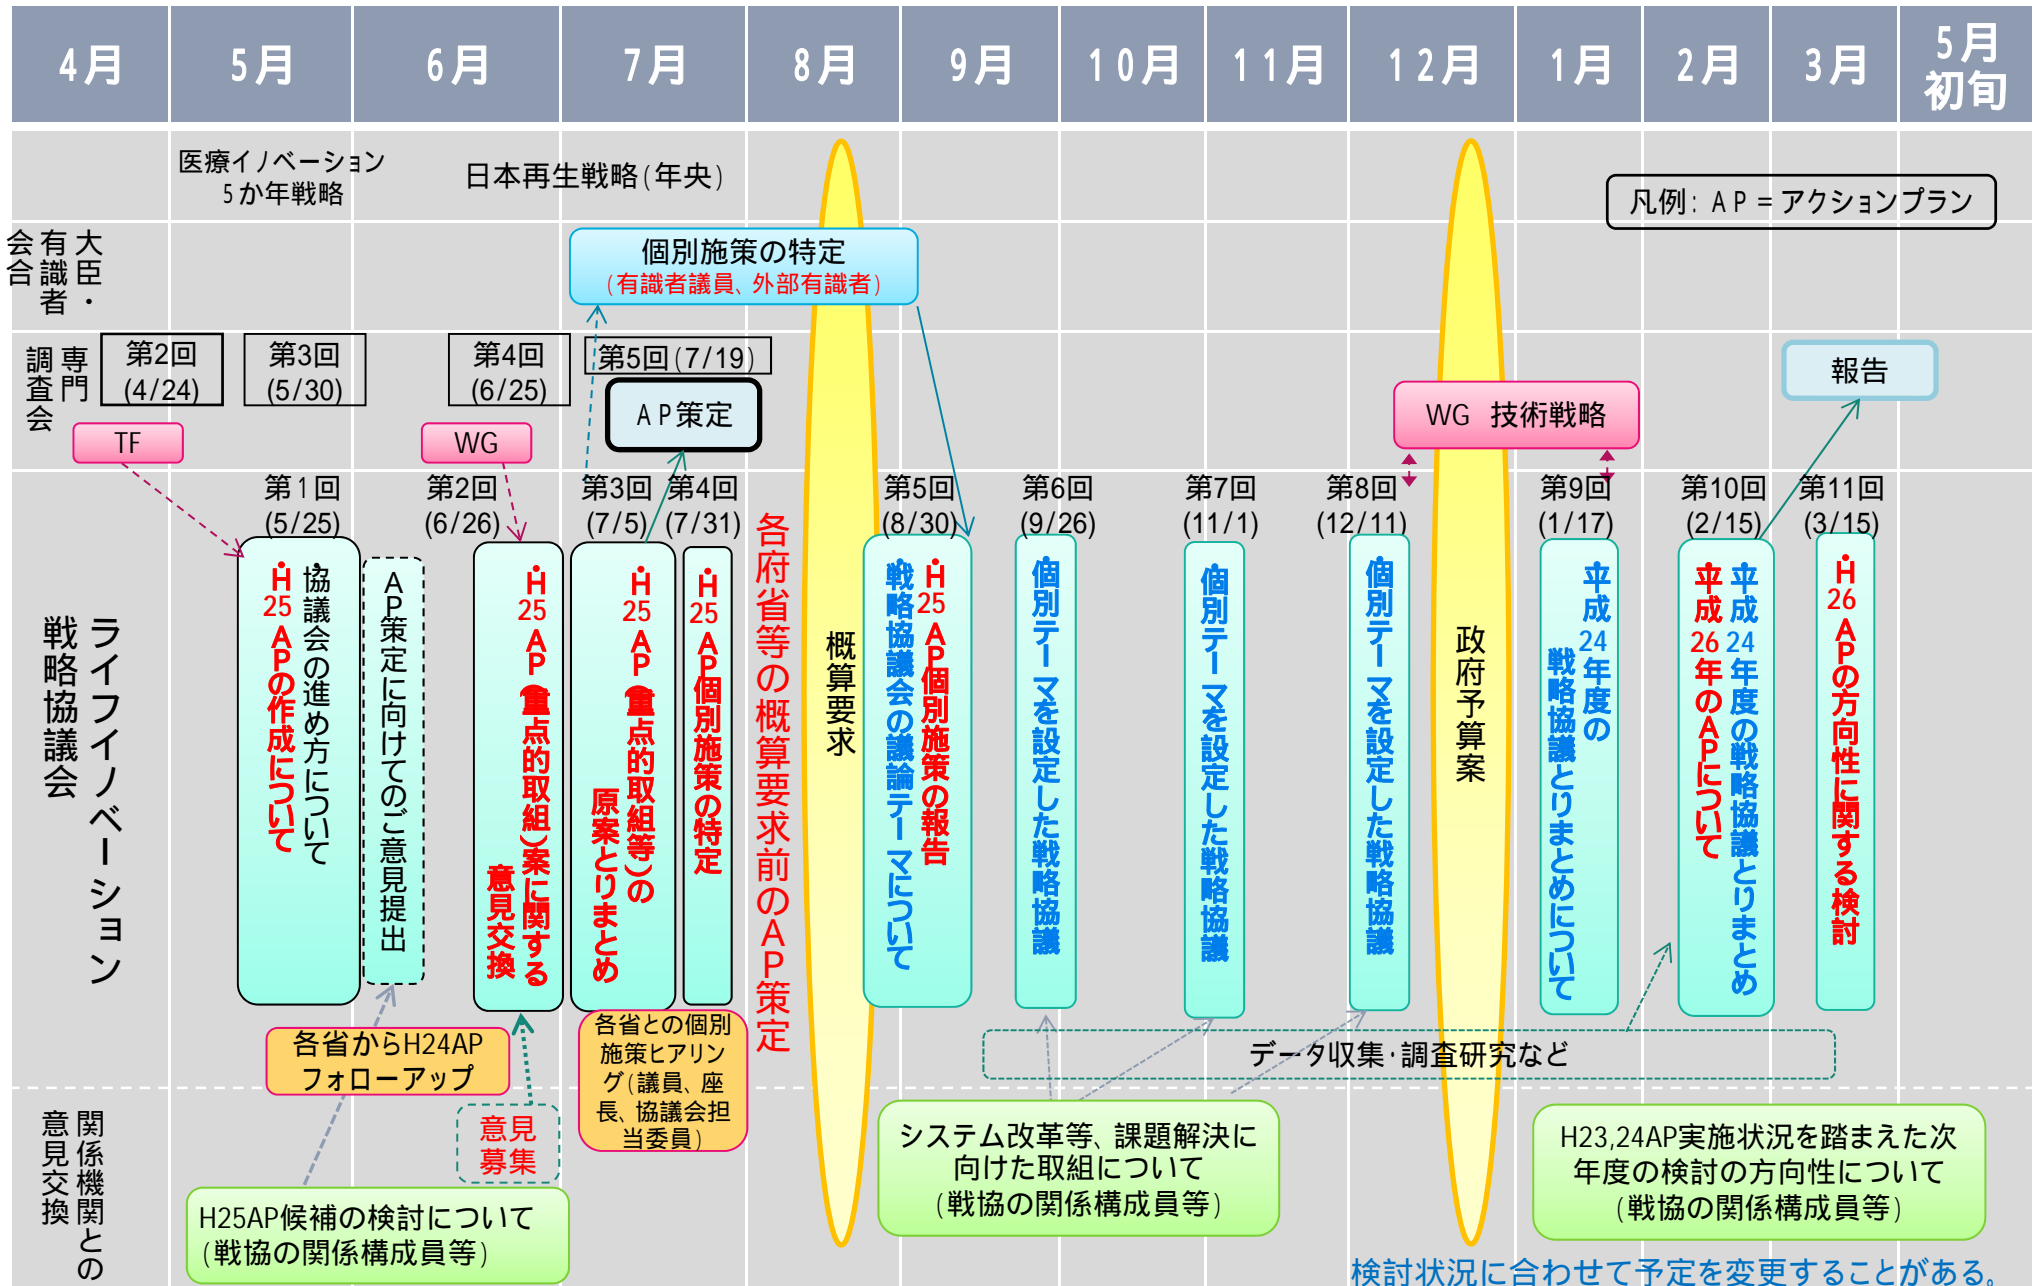 4月
5月
6月
7月
8月
9月
10月
11月
12月
1月
2月
3月
5月
初旬
医療イノベーション
5か年戦略
日本再生戦略(年央)
凡例: AP=アクションプラン
大臣・
有識者
会合
個別施策の特定
(有識者議員、外部有識者)
専門
調査会
第2回
(4/24)
第3回
(5/30)
第4回
(6/25)
第5回(7/19)
AP策定
TF
WG
WG 技術戦略
報告
ライフイノベーション
戦略協議会
第1回
(5/25)
・協議会の進め方について
・H25APの作成について
AP策定に向けてのご意見提出
第2回
(6/26)
・H25AP(重点的取組)案に関する
意見交換
第3回
(7/5)
・H25AP(重点的取組等)の
原案とりまとめ
第4回
(7/31)
・H25AP個別施策の特定
各府省等の概算要求前のAP策定
概算要求
第5回
(8/30)
・H25AP個別施策の報告
・戦略協議会の議論テーマについて
第6回
(9/26)
・個別テーマを設定した戦略協議
第7回
(11/1)
・個別テーマを設定した戦略協議
第8回
(12/11)
・個別テーマを設定した戦略協議
政府予算案
第9回
(1/17)
・平成24年度の
戦略協議とりまとめについて
第10回
(2/15)
・平成24年度の戦略協議とりまとめ
・平成26年のAPについて
第11回
(3/15)
・H26APの方向性に関する検討
各省からH24AP
フォローアップ
各省との個別
施策ヒアリン
グ(議員、座
長、協議会担
当委員)
データ収集・調査研究など
関係機関との
意見交換
意見
募集
H25AP候補の検討について
(戦協の関係構成員等)
システム改革等、課題解決に
向けた取組について
(戦協の関係構成員等)
H23,24AP実施状況を踏まえた次
年度の検討の方向性について
(戦協の関係構成員等)
検討状況に合わせて予定を変更することがある。